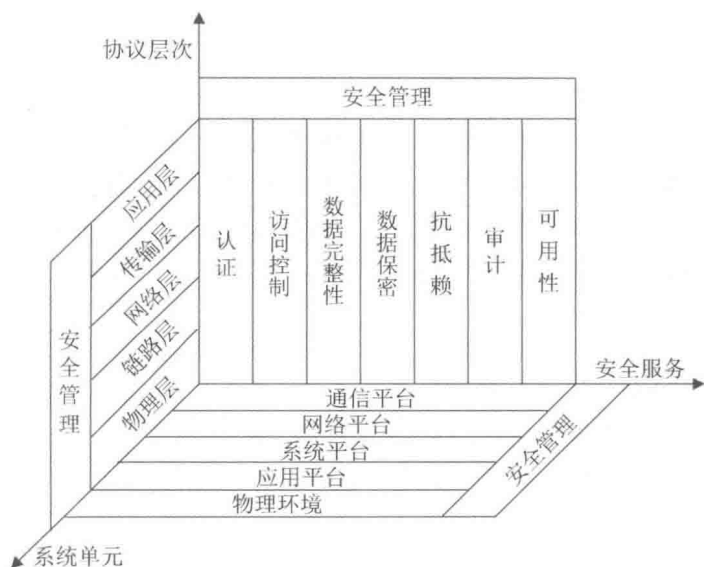 协议层次
安全管理
应用层
传输层
网络层
链路层
物理层
安全管理
认证
访问控制
数据完整性
数据保密
抗抵赖
审计
可用性
安全服务
通信平台
网络平台
系统平台
应用平台
物理环境
安全管理
系统单元